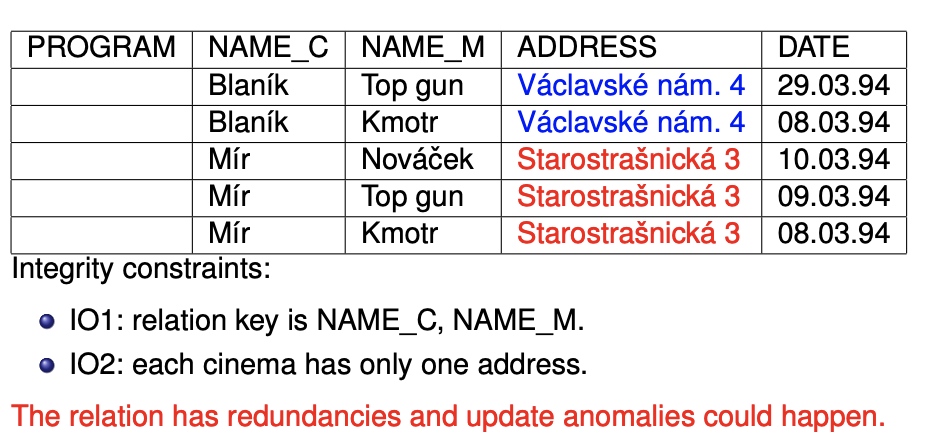 PROGRAM NAME_C NAME_M ADDRESS DATE
Blaník Top gun Václavské nám. 4 29.03.94
Blaník Kmotr Václavské nám. 4 08.03.94
Mír Nováček Starostrašnická 3 10.03.94
Mír Top gun Starostrašnická 3 09.03.94
Mír Kmotr Starostrašnická 3 08.03.94
Integrity constraints:
IO1: relation key is NAME_C, NAME_M.
IO2: each cinema has only one address.
The relation has redundancies and update anomalies could happen.